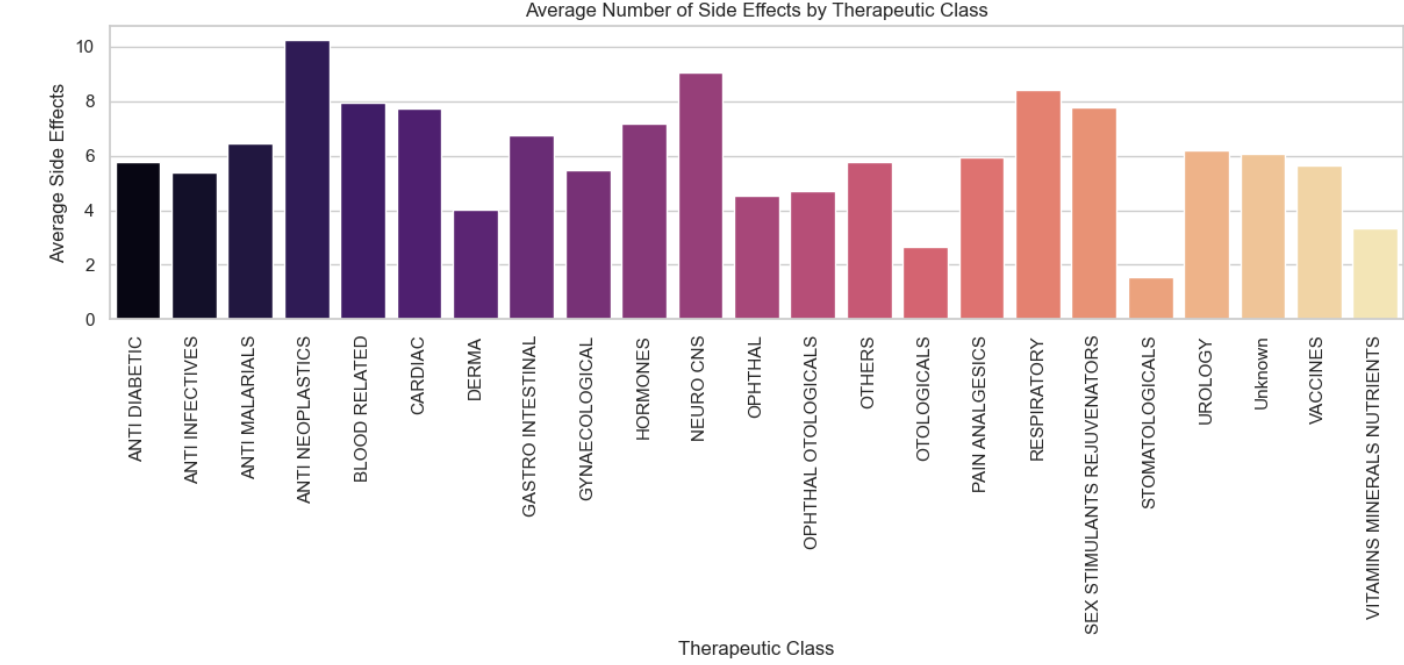 Average Number of Side Effects by Therapeutic Class
Average Side Effects
10
8
6
4
2
0
ANTI DIABETIC
ANTI INFECTIVES
ANTI MALARIALS
ANTI NEOPLASTICS
BLOOD RELATED
CARDIAC
DERMA
GASTRO INTESTINAL
GYNAECOLOGICAL
HORMONES
NEURO CNS
OPHTHAL
OPHTHAL OTOLOGICALS
OTHERS
OTOLOGICALS
PAIN ANALGESICS
RESPIRATORY
SEX STIMULANTS REJUVENATORS
STOMATOLOGICALS
UROLOGY
Unknown
VACCINES
VITAMINS MINERALS NUTRIENTS
Therapeutic Class